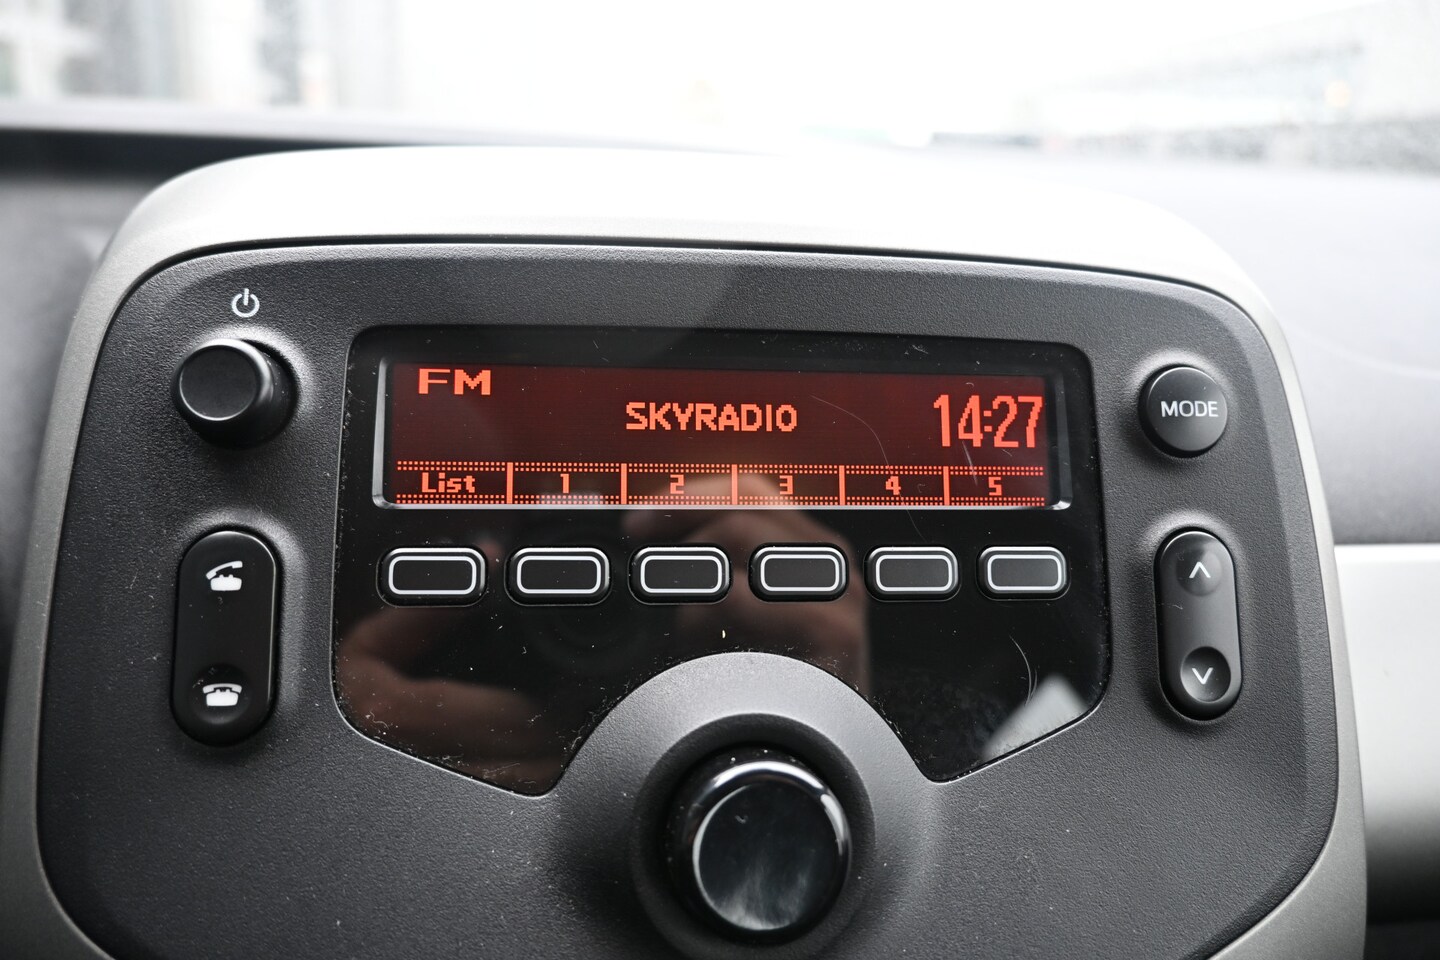 FM
SKYRADIO
14:27
List 1 2 3 4 5
MODE